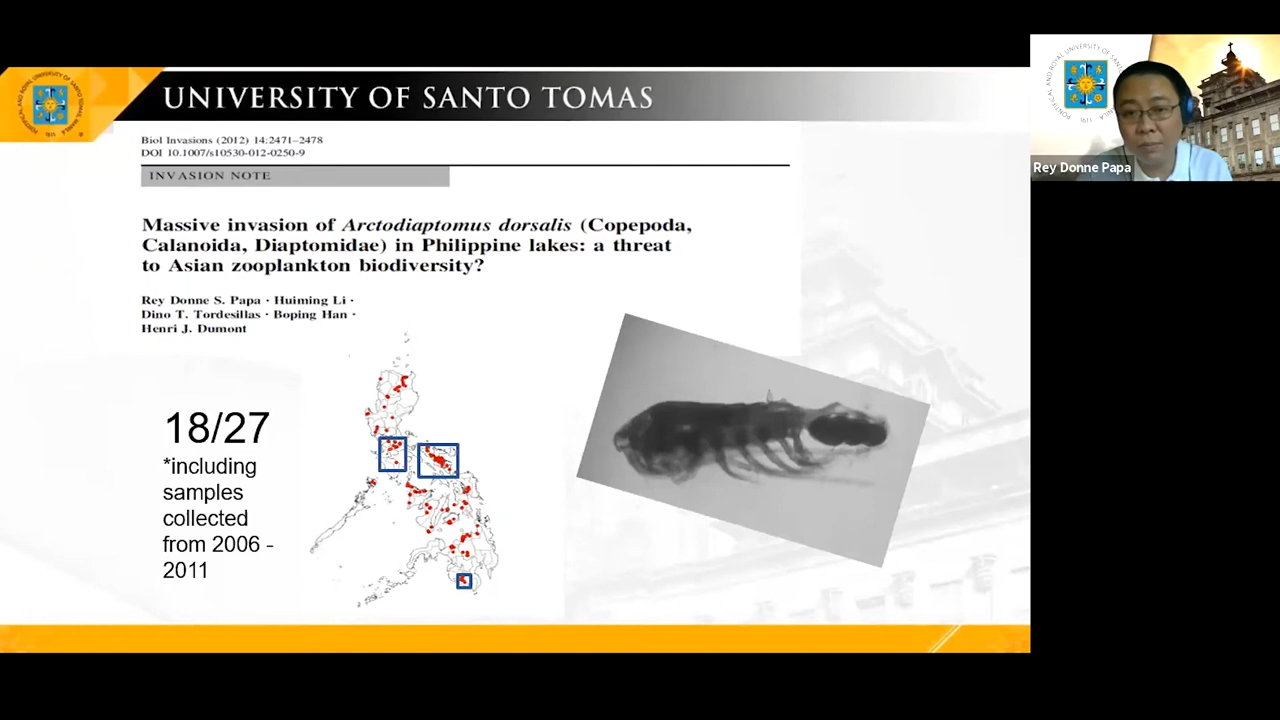 UNIVERSITY OF SANTO TOMAS
Biol Invasions (2012) 14:2471–2478
DOI 10.1007/s10530-012-0250-9
INVASION NOTE
Massive invasion of Arctodiaptomus dorsalis (Copepoda,
Calanoida, Diaptomidae) in Philippine lakes: a threat
to Asian zooplankton biodiversity?
Rey Donne S. Papa · Huiming Li ·
Dino T. Tordesillas · Boping Han ·
Henri J. Dumont
18/27
*including
samples
collected
from 2006 -
2011
Rey Donne Papa